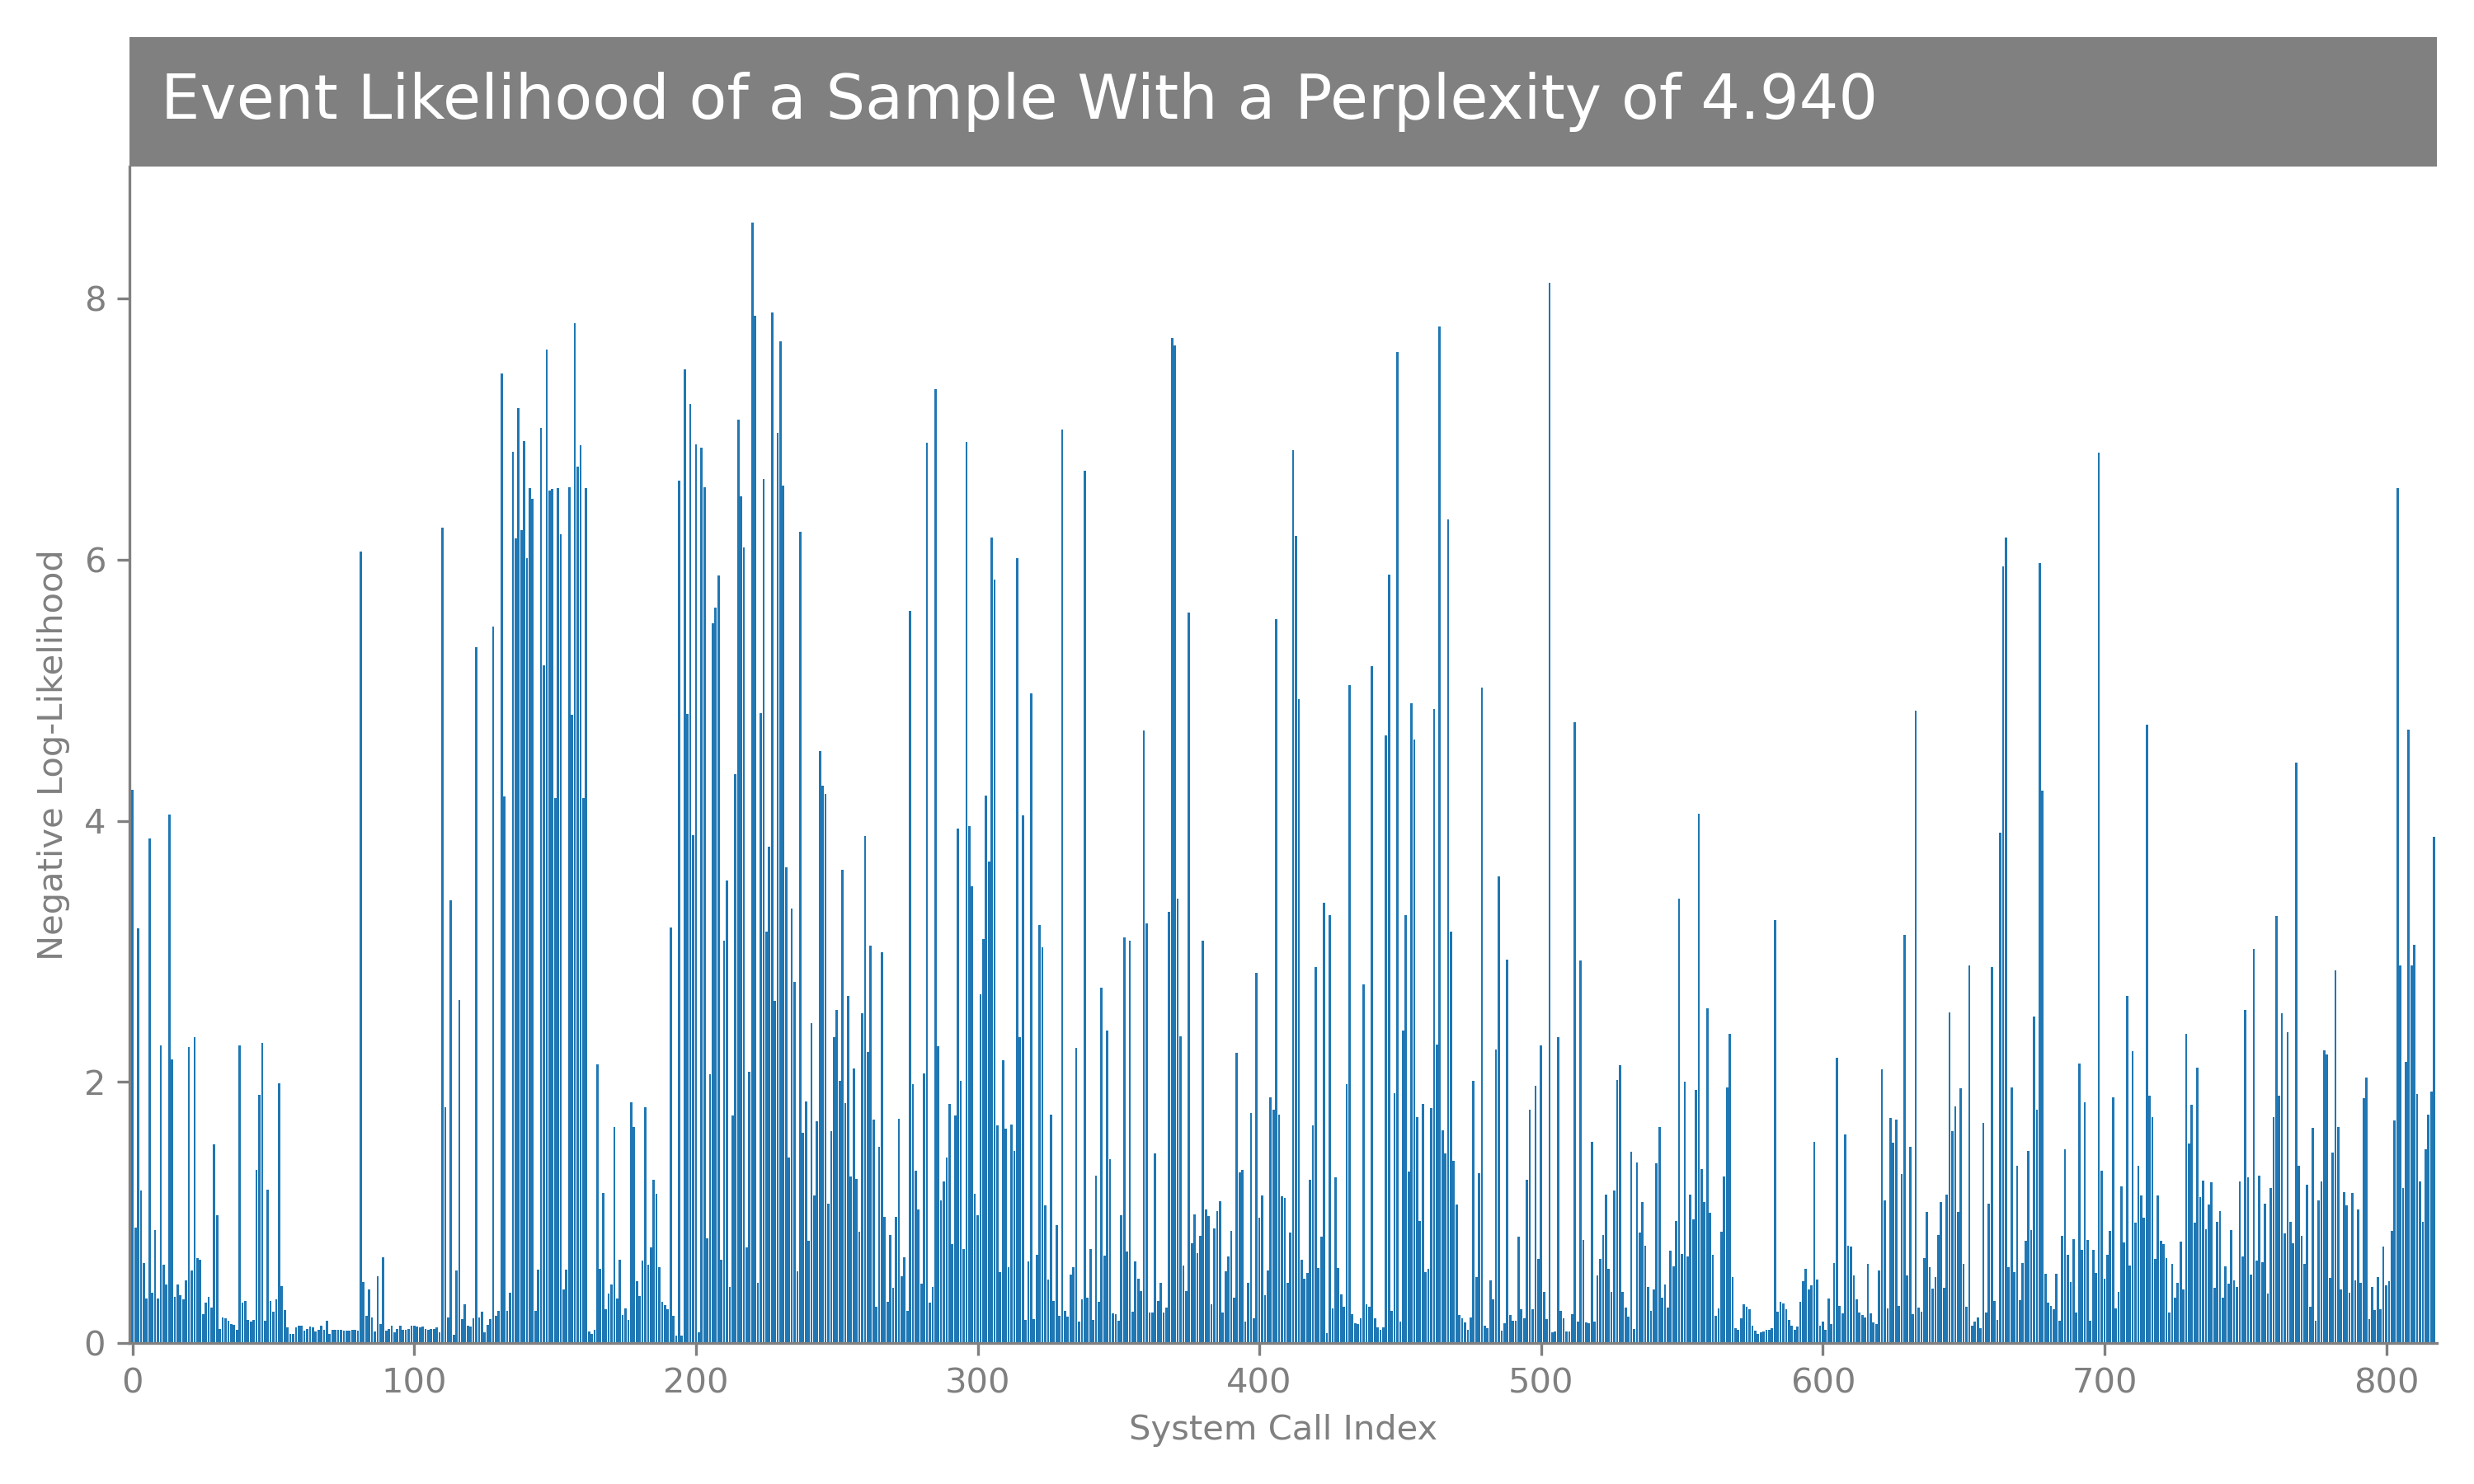 Event Likelihood of a Sample With a Perplexity of 4.940
Negative Log-Likelihood
8
6
4
2
0
0 100 200 300 400 500 600 700 800
System Call Index